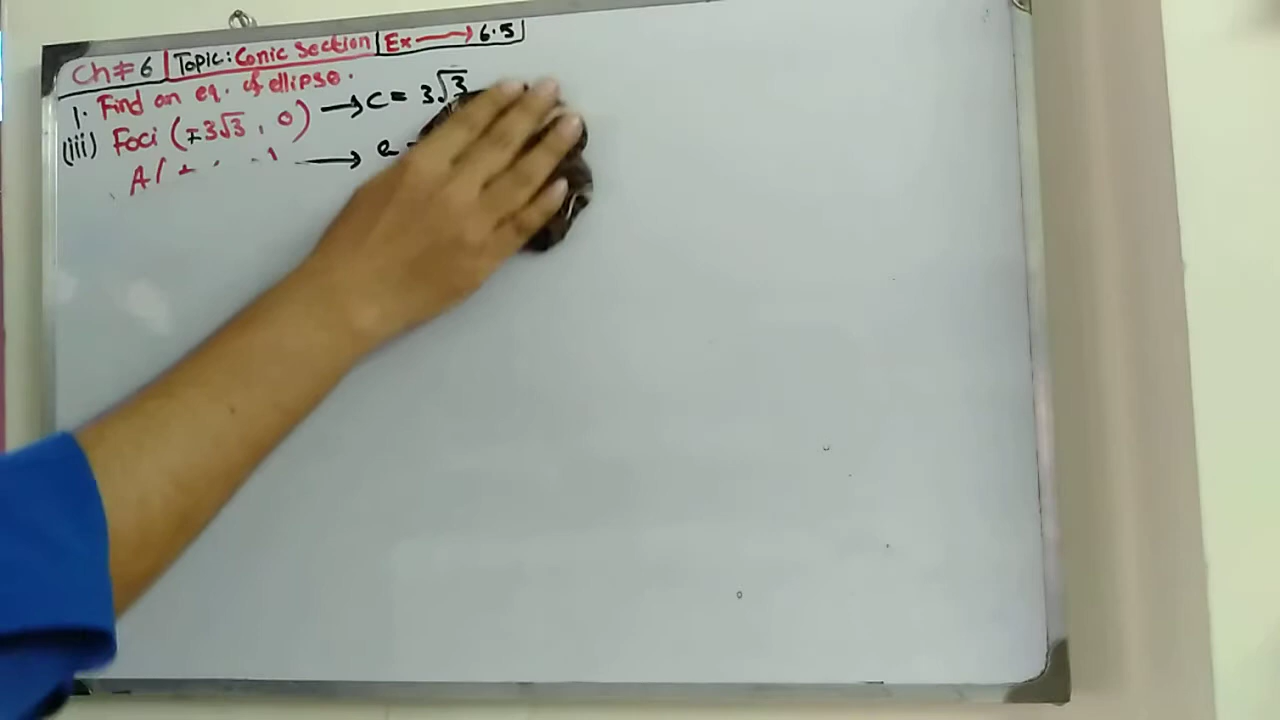 Ch # 6 | Topic: Conic Section | Ex → 6.5
1. Find an eq. of ellipse.
(iii) Foci (∓3√3, 0) → c = 3√3
A( → a